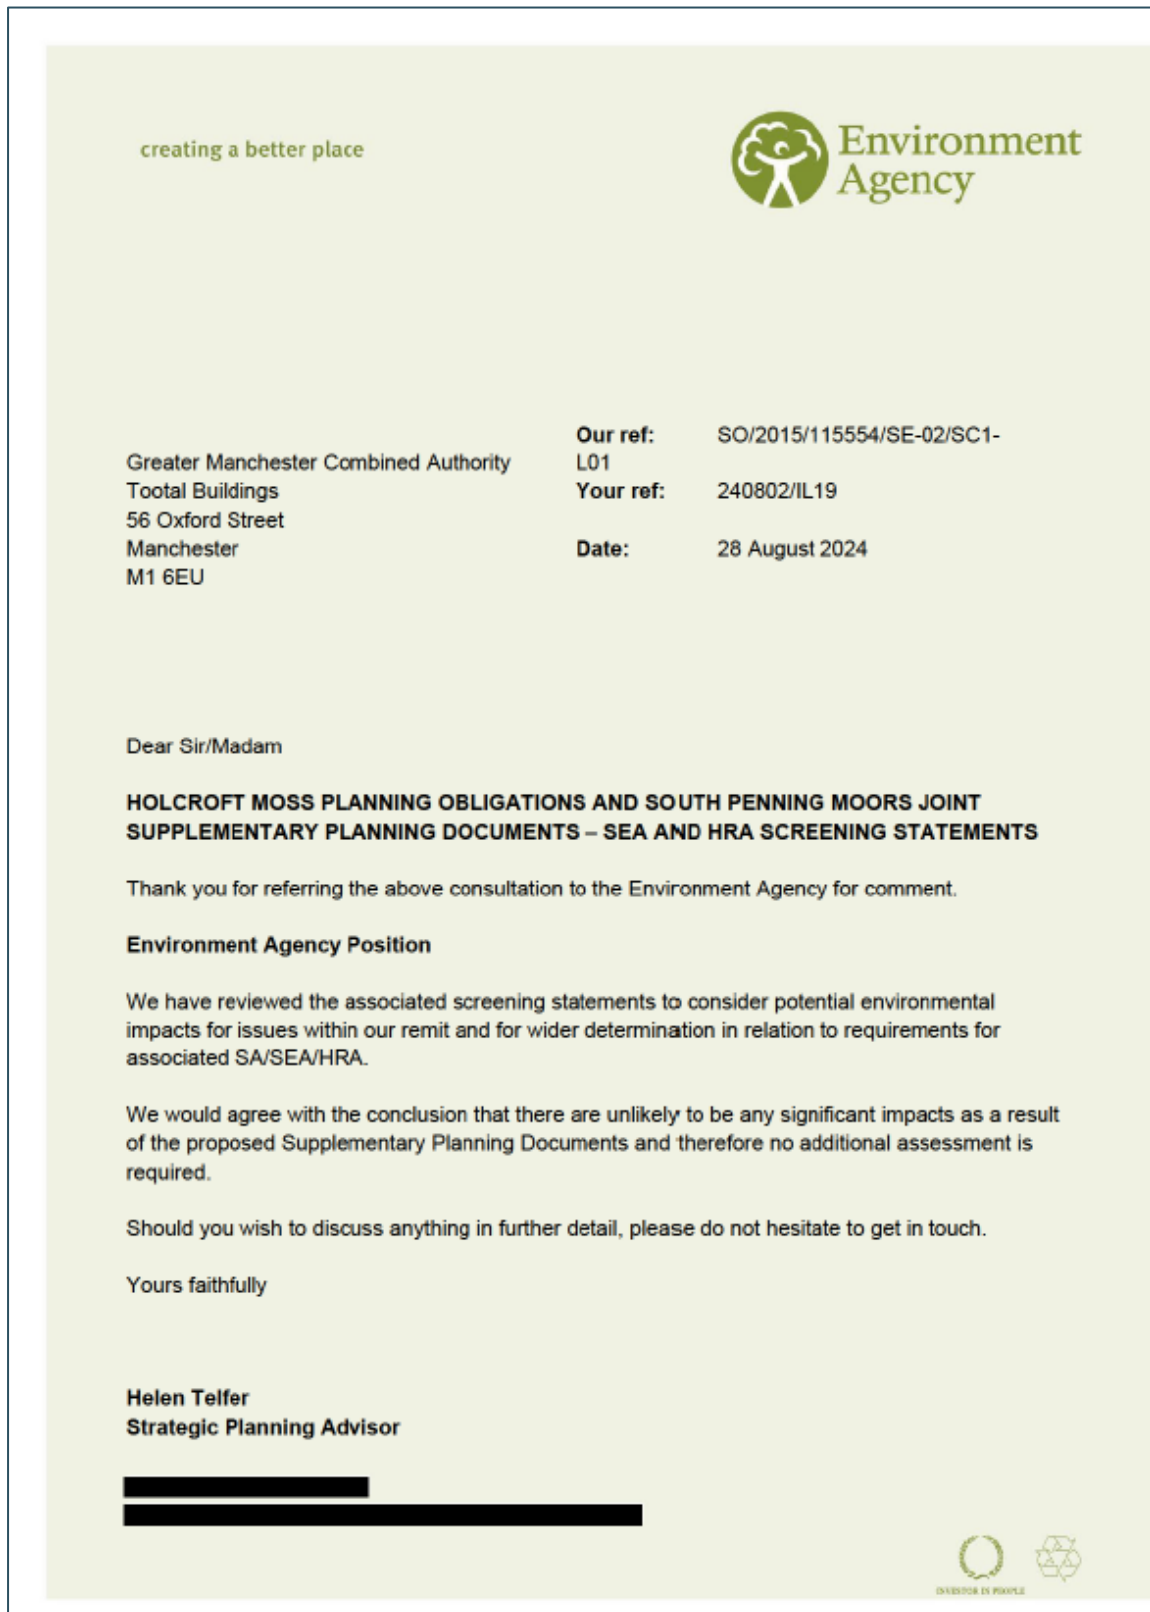 creating a better place
Environment
Agency
Greater Manchester Combined Authority
Tootal Buildings
56 Oxford Street
Manchester
M1 6EU
Our ref: SO/2015/115554/SE-02/SC1-
L01
Your ref: 240802/IL19
Date: 28 August 2024
Dear Sir/Madam
HOLCROFT MOSS PLANNING OBLIGATIONS AND SOUTH PENNING MOORS JOINT
SUPPLEMENTARY PLANNING DOCUMENTS – SEA AND HRA SCREENING STATEMENTS
Thank you for referring the above consultation to the Environment Agency for comment.
Environment Agency Position
We have reviewed the associated screening statements to consider potential environmental
impacts for issues within our remit and for wider determination in relation to requirements for
associated SA/SEA/HRA.
We would agree with the conclusion that there are unlikely to be any significant impacts as a result
of the proposed Supplementary Planning Documents and therefore no additional assessment is
required.
Should you wish to discuss anything in further detail, please do not hesitate to get in touch.
Yours faithfully
Helen Telfer
Strategic Planning Advisor
INVESTOR IN PEOPLE